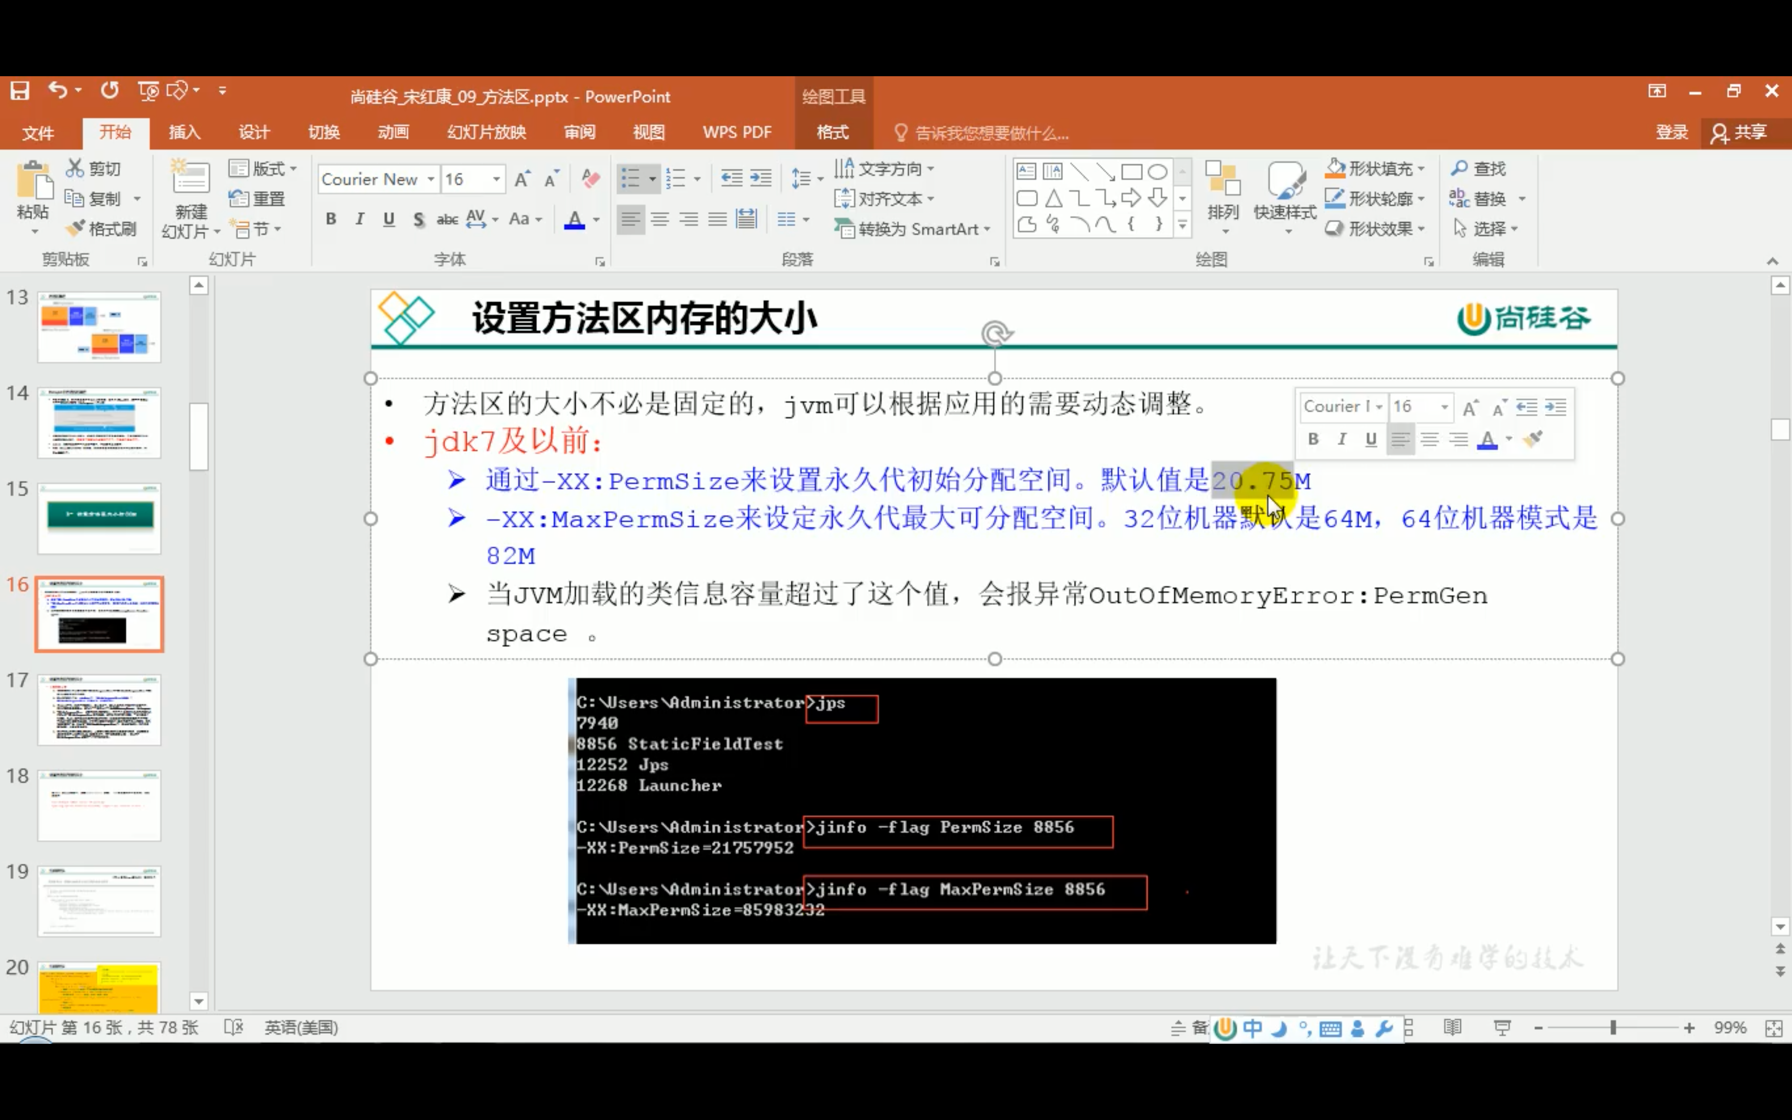 尚硅谷_宋红康_09_方法区.pptx - PowerPoint
绘图工具
文件 开始 插入 设计 切换 动画 幻灯片放映 审阅 视图 WPS PDF 格式 告诉我您想要做什么... 登录 共享
粘贴 剪切 复制 格式刷 剪贴板
新建 幻灯片 版式 重置 节 幻灯片
Courier New 16
B I U S abc AV Aa A
字体
文字方向 对齐文本 转换为 SmartArt
段落
排列 快速样式 形状填充 形状轮廓 形状效果
绘图
查找 替换 选择
编辑
13
14
15
16
17
18
19
20
设置方法区内存的大小
尚硅谷
• 方法区的大小不必是固定的，jvm可以根据应用的需要动态调整。
• jdk7及以前：
➢ 通过-XX:PermSize来设置永久代初始分配空间。默认值是20.75M
➢ -XX:MaxPermSize来设定永久代最大可分配空间。32位机器默认是64M，64位机器模式是
82M
➢ 当JVM加载的类信息容量超过了这个值，会报异常OutOfMemoryError:PermGen
space 。
16
B I U A
C:\Users\Administrator>jps
7940
8856 StaticFieldTest
12252 Jps
12268 Launcher
C:\Users\Administrator>jinfo -flag PermSize 8856
-XX:PermSize=21757952
C:\Users\Administrator>jinfo -flag MaxPermSize 8856
-XX:MaxPermSize=85983232
让天下没有难学的技术
幻灯片 第 16 张，共 78 张 英语(美国) 中 99%